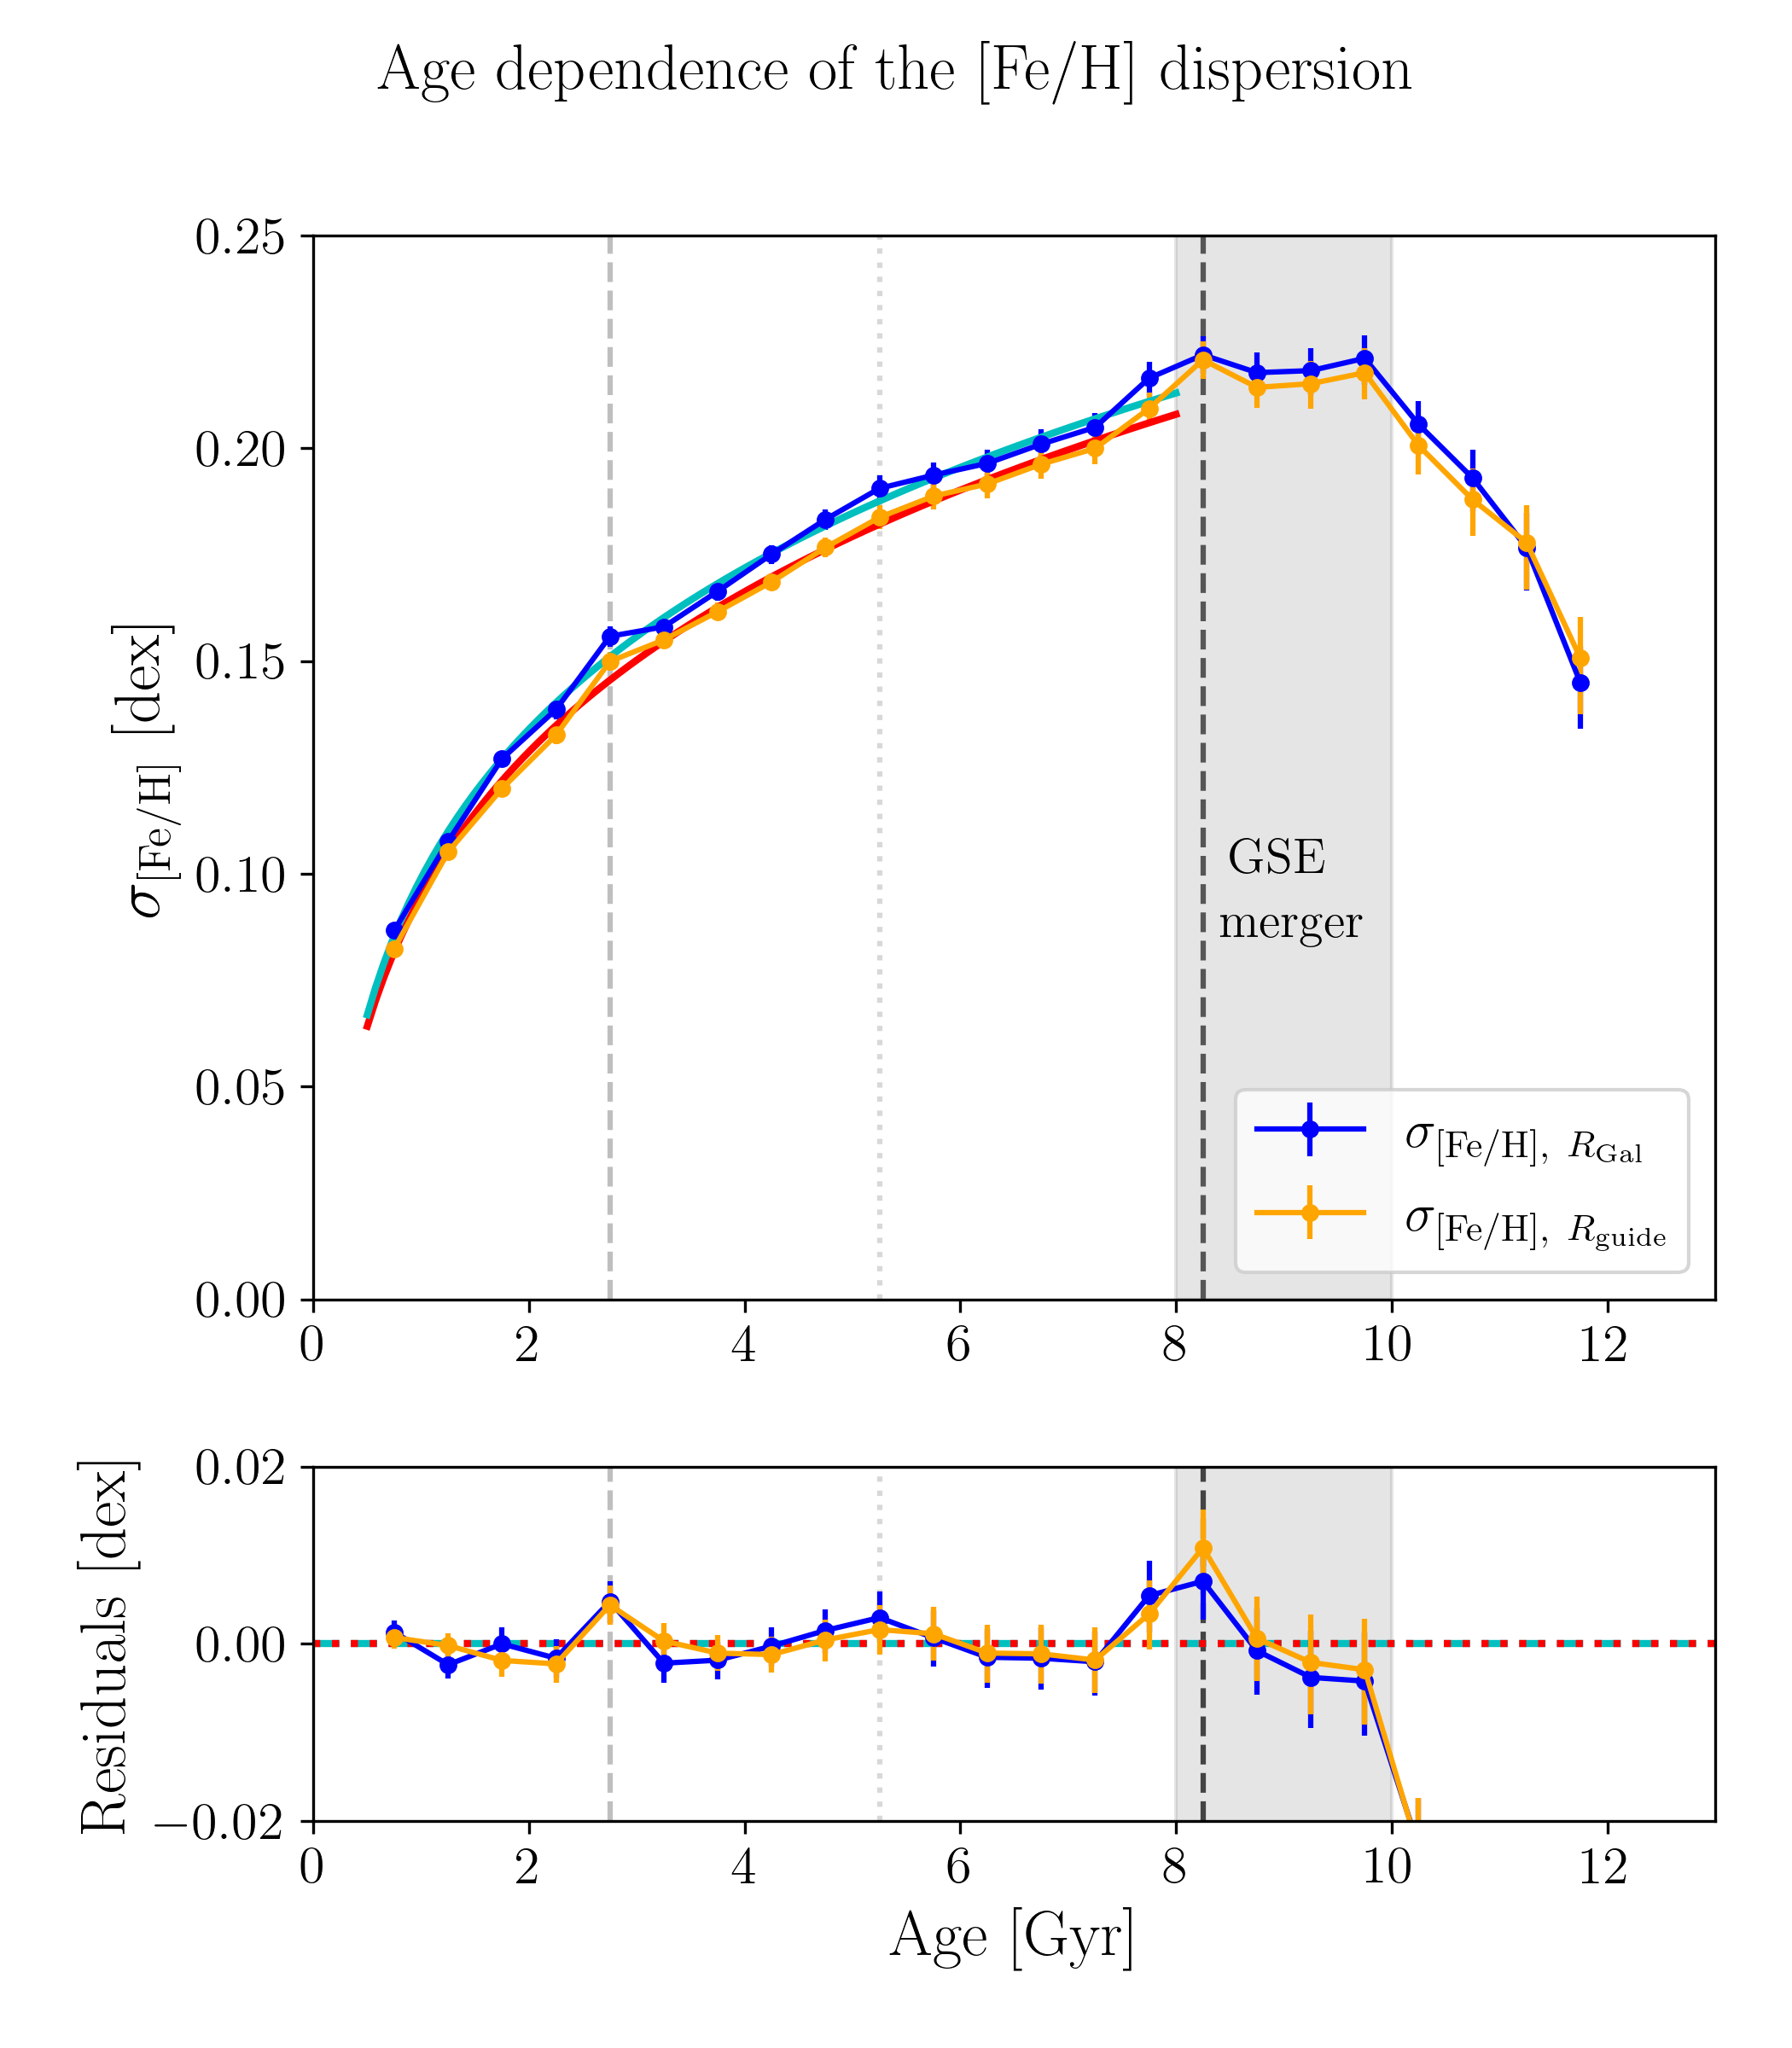 Age dependence of the [Fe/H] dispersion
0.25
0.20
0.15
0.10
0.05
0.00
σ[Fe/H] [dex]
GSE
merger
σ[Fe/H], RGal
σ[Fe/H], Rguide
0 2 4 6 8 10 12
0.02
0.00
−0.02
Residuals [dex]
0 2 4 6 8 10 12
Age [Gyr]